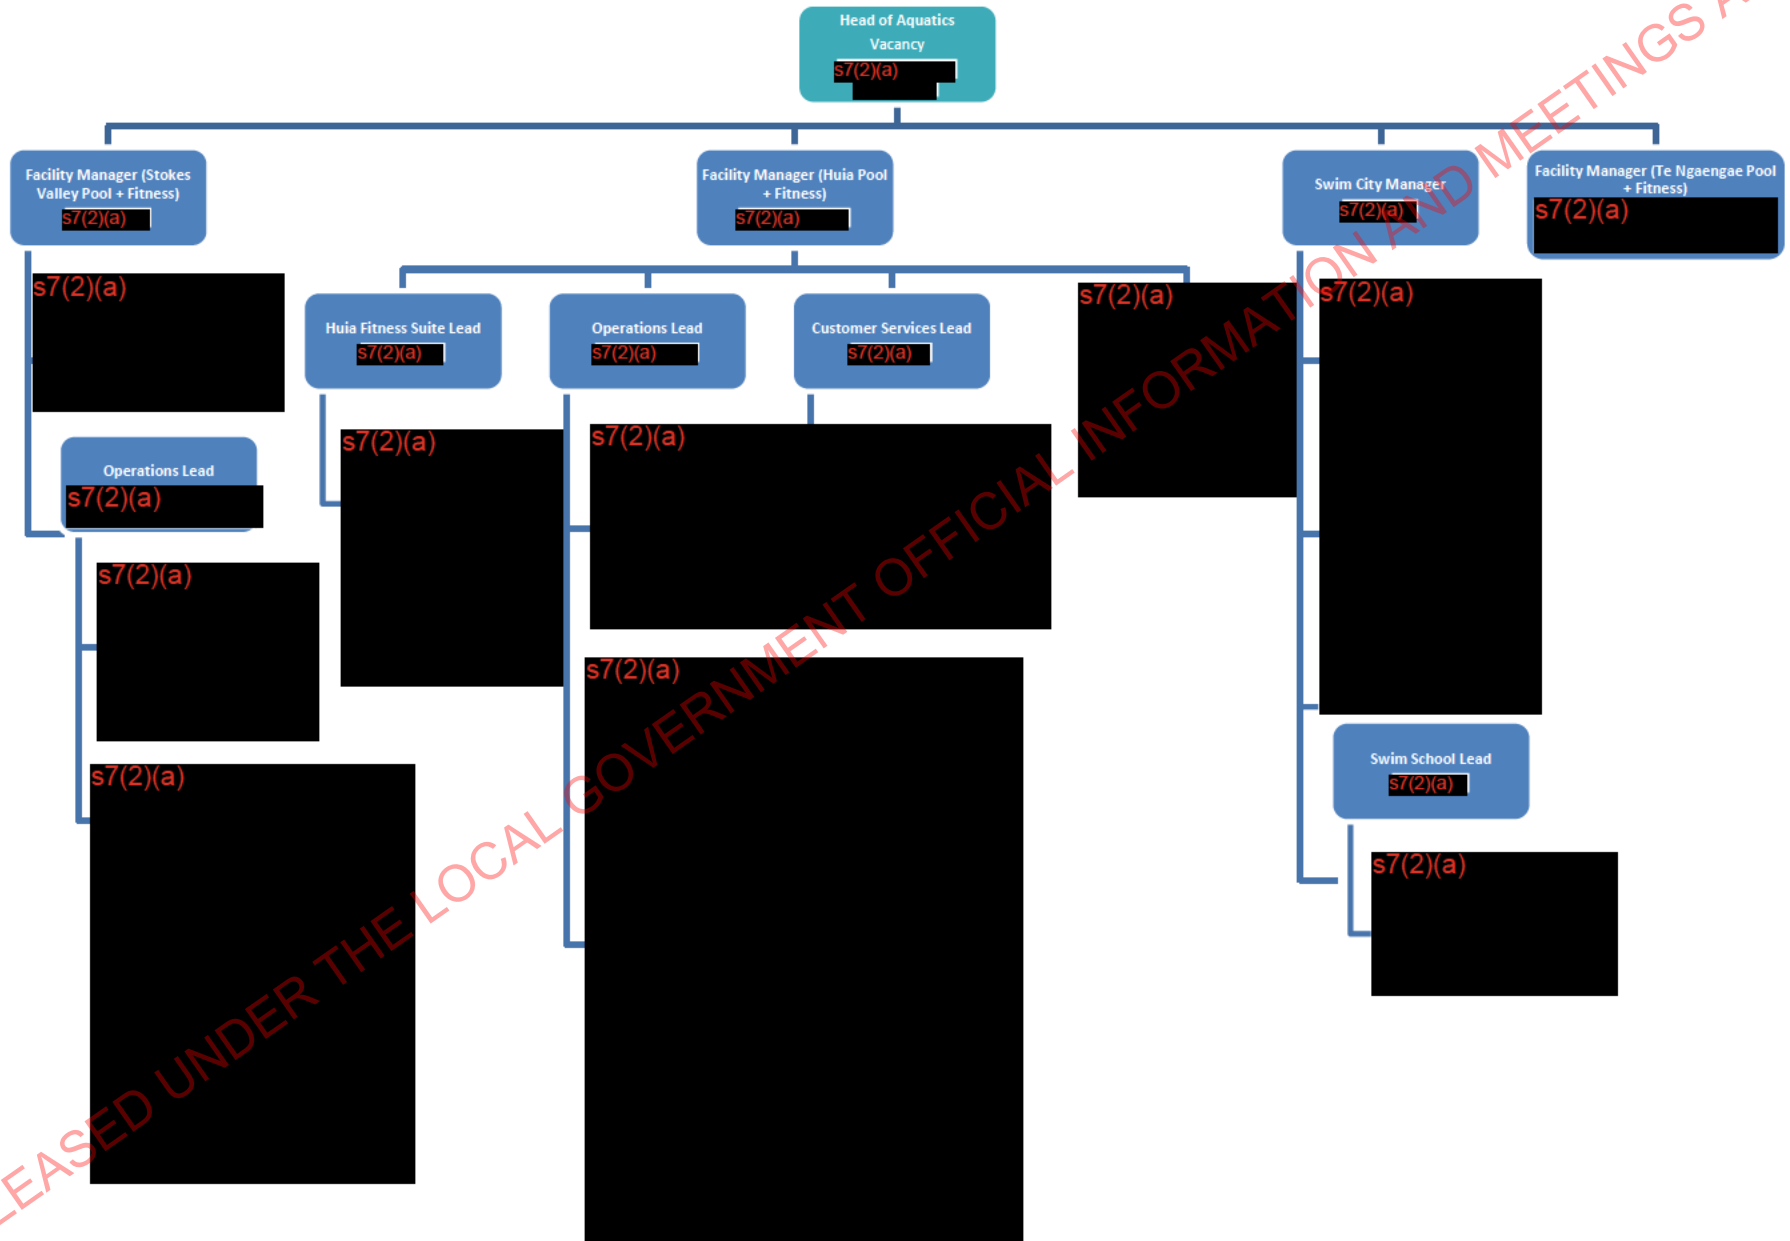 Head of Aquatics
Vacancy
s7(2)(a)
Facility Manager (Stokes
Valley Pool + Fitness)
s7(2)(a)
Facility Manager (Huia Pool
+ Fitness)
s7(2)(a)
Swim City Manager
s7(2)(a)
Facility Manager (Te Ngaengae Pool
+ Fitness)
s7(2)(a)
s7(2)(a)
Huia Fitness Suite Lead
s7(2)(a)
Operations Lead
s7(2)(a)
Customer Services Lead
s7(2)(a)
s7(2)(a)
s7(2)(a)
Operations Lead
s7(2)(a)
s7(2)(a)
s7(2)(a)
s7(2)(a)
s7(2)(a)
s7(2)(a)
Swim School Lead
s7(2)(a)
s7(2)(a)
LEASED UNDER THE LOCAL GOVERNMENT OFFICIAL INFORMATION AND MEETINGS A